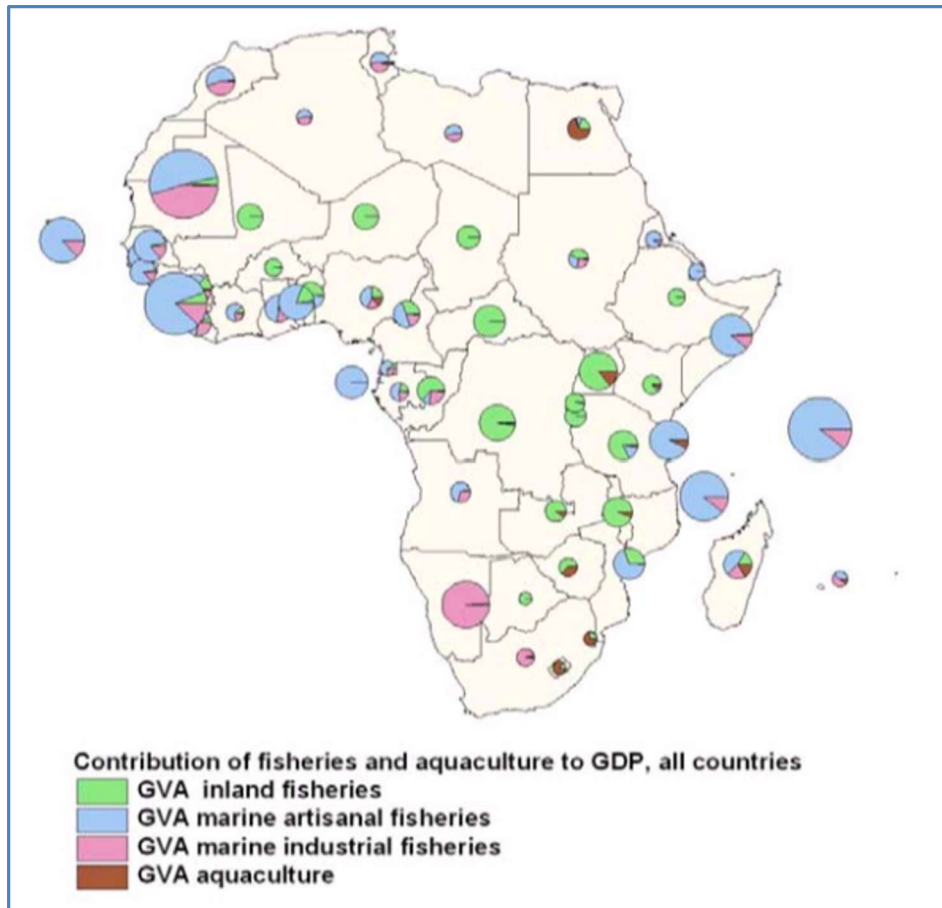 Contribution of fisheries and aquaculture to GDP, all countries
GVA inland fisheries
GVA marine artisanal fisheries
GVA marine industrial fisheries
GVA aquaculture